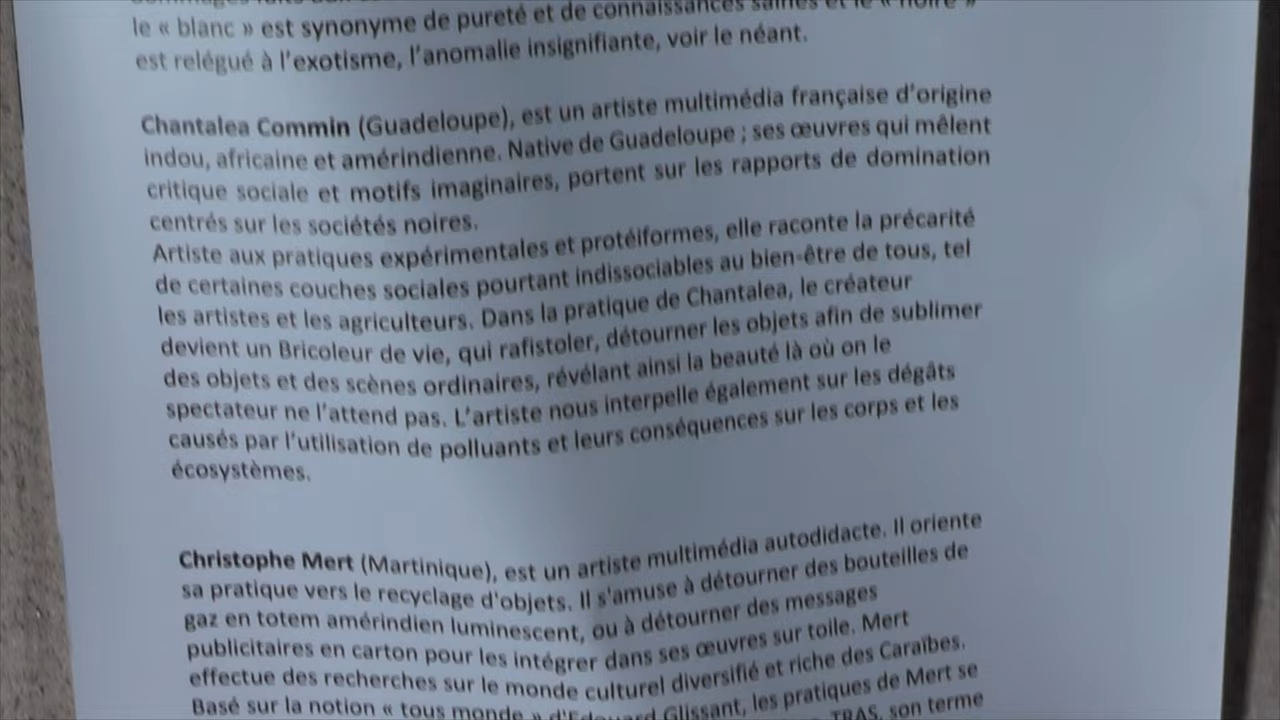 le « blanc » est synonyme de pureté et de connaissances saines et le « noire »
est relégué à l'exotisme, l'anomalie insignifiante, voir le néant.
Chantalea Commin (Guadeloupe), est un artiste multimédia française d'origine
indou, africaine et amérindienne. Native de Guadeloupe ; ses œuvres qui mêlent
critique sociale et motifs imaginaires, portent sur les rapports de domination
centrés sur les sociétés noires.
Artiste aux pratiques expérimentales et protéiformes, elle raconte la précarité
de certaines couches sociales pourtant indissociables au bien-être de tous, tel
les artistes et les agriculteurs. Dans la pratique de Chantalea, le créateur
devient un Bricoleur de vie, qui rafistoler, détourner les objets afin de sublimer
des objets et des scènes ordinaires, révélant ainsi la beauté là où on le
spectateur ne l'attend pas. L'artiste nous interpelle également sur les dégâts
causés par l'utilisation de polluants et leurs conséquences sur les corps et les
écosystèmes.
Christophe Mert (Martinique), est un artiste multimédia autodidacte. Il oriente
sa pratique vers le recyclage d'objets. Il s'amuse à détourner des bouteilles de
gaz en totem amérindien luminescent, ou à détourner des messages
publicitaires en carton pour les intégrer dans ses œuvres sur toile. Mert
effectue des recherches sur le monde culturel diversifié et riche des Caraïbes.
Basé sur la notion « tous monde » d'Edouard Glissant, les pratiques de Mert se
TRAS, son terme